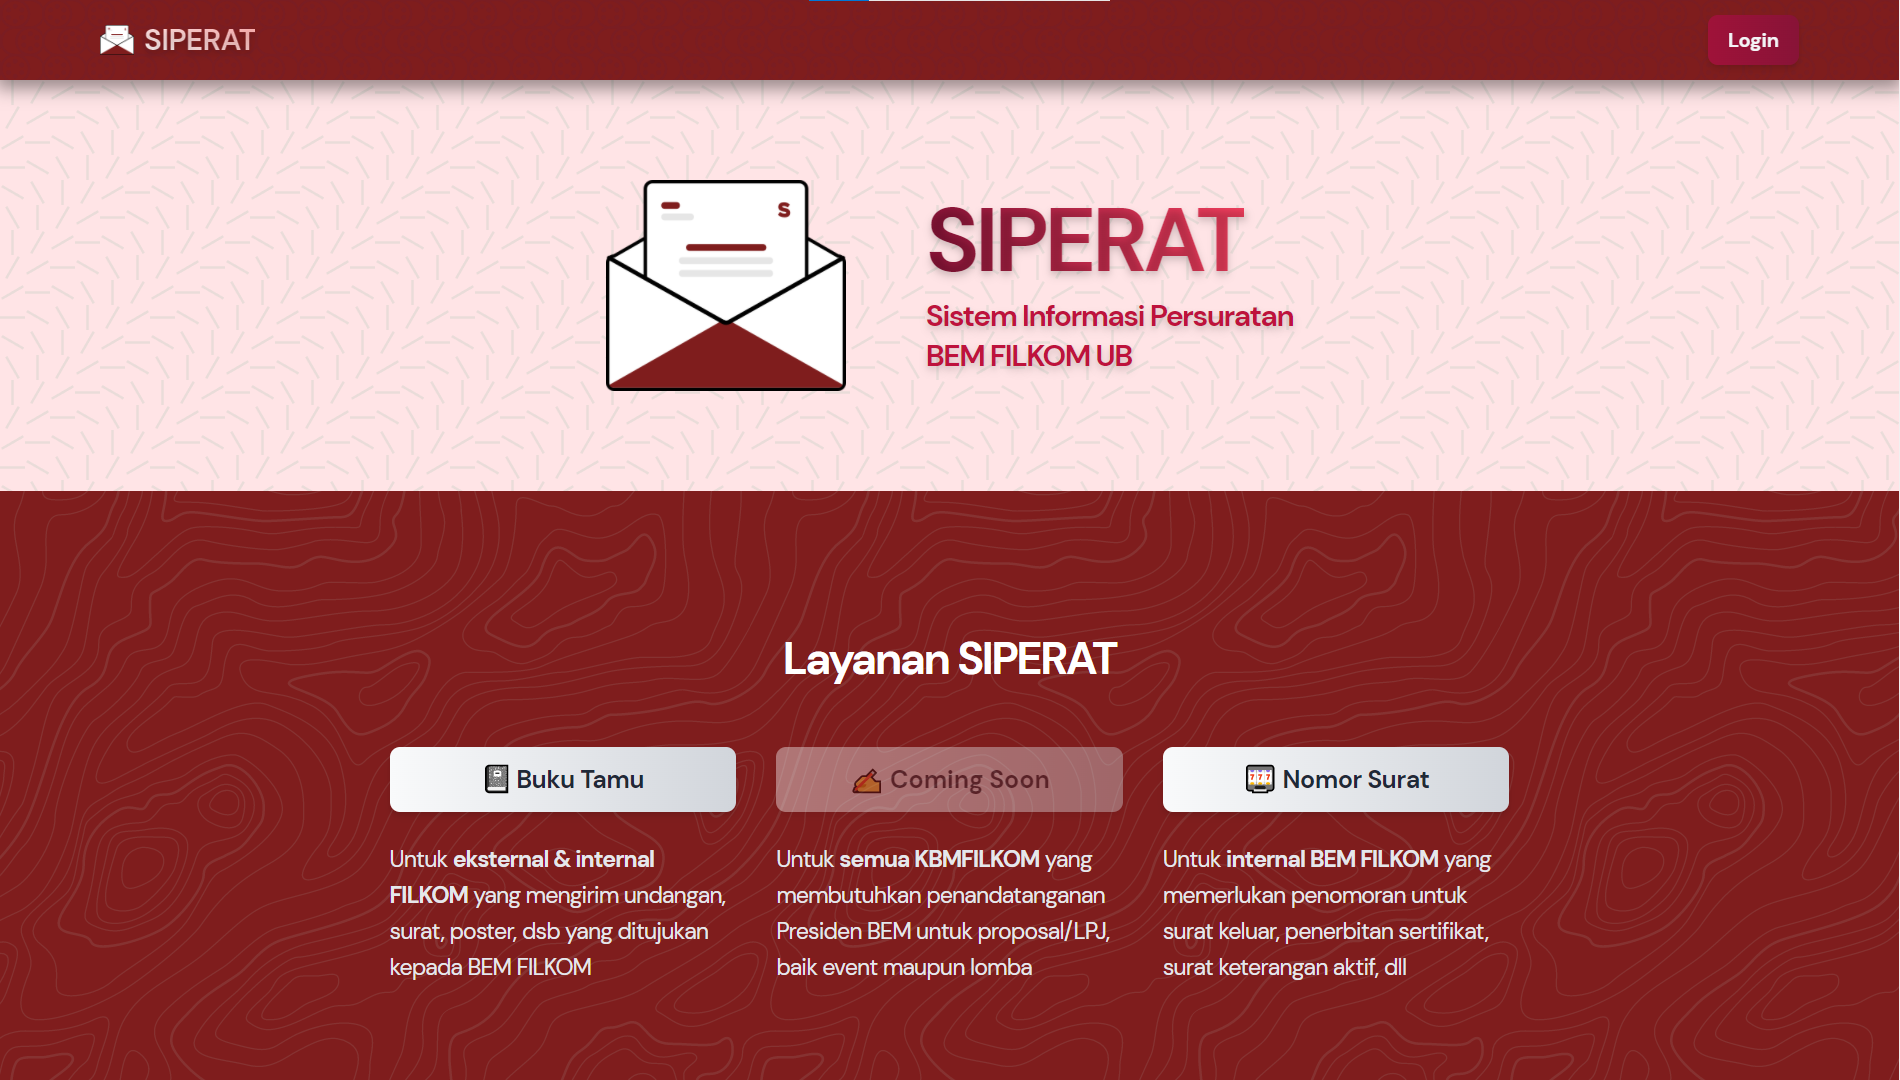 SIPERAT
Login
S
SIPERAT
Sistem Informasi Persuratan
BEM FILKOM UB
Layanan SIPERAT
Buku Tamu
Untuk eksternal & internal
FILKOM yang mengirim undangan,
surat, poster, dsb yang ditujukan
kepada BEM FILKOM
Coming Soon
Untuk semua KBMFILKOM yang
membutuhkan penandatanganan
Presiden BEM untuk proposal/LPJ,
baik event maupun lomba
777
Nomor Surat
Untuk internal BEM FILKOM yang
memerlukan penomoran untuk
surat keluar, penerbitan sertifikat,
surat keterangan aktif, dll